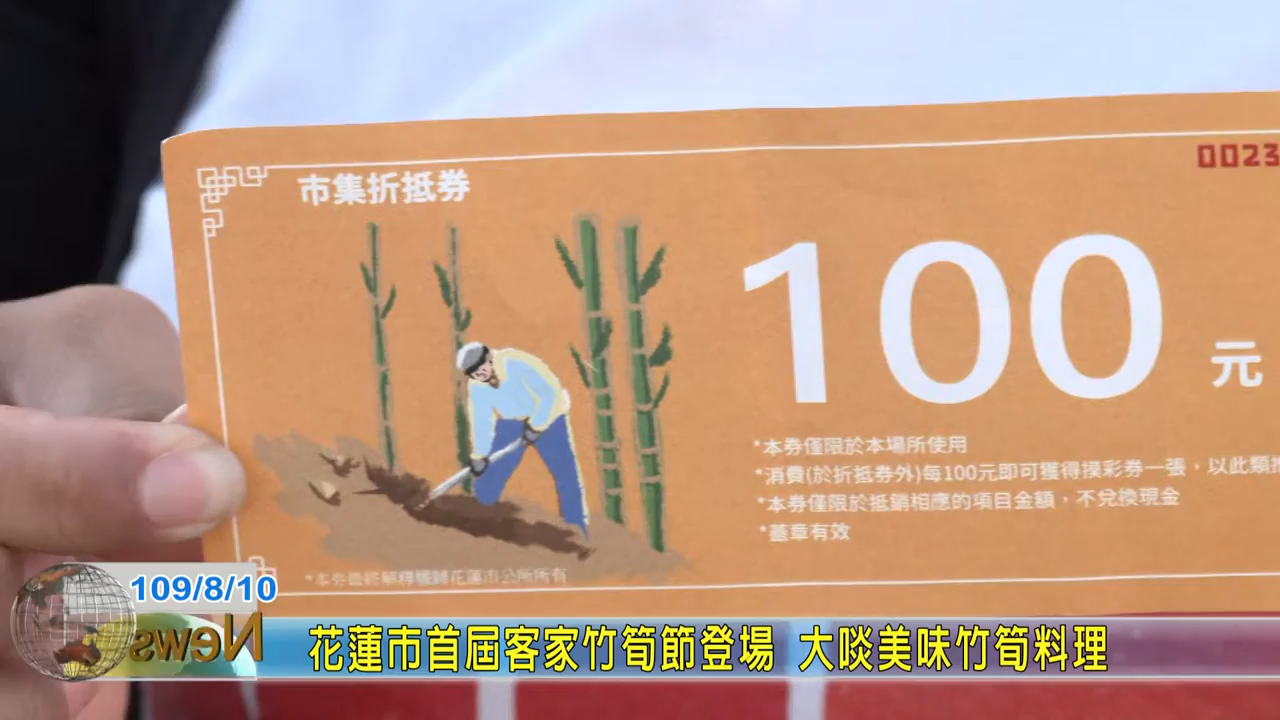 0023
市集折抵券
100元
*本券僅限於本場所使用
*消費(於折抵券外)每100元即可獲得摸彩券一張，以此類推
*本券僅限於抵銷相應的項目金額，不兌換現金
*蓋章有效
*本券最終解釋權歸花蓮市公所所有
109/8/10
News
花蓮市首屆客家竹筍節登場 大啖美味竹筍料理